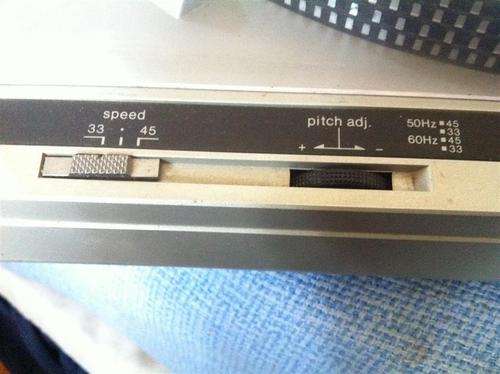 speed
33 · 45
pitch adj.
+ -
50Hz 45
33
60Hz 45
33